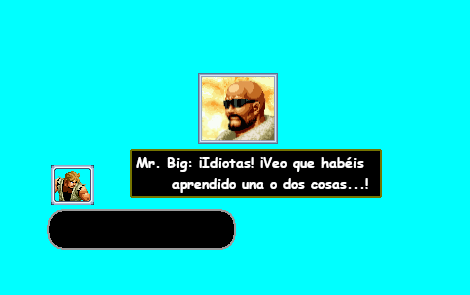 Mr. Big: ¡Idiotas! ¡Veo que habéis
aprendido una o dos cosas...!